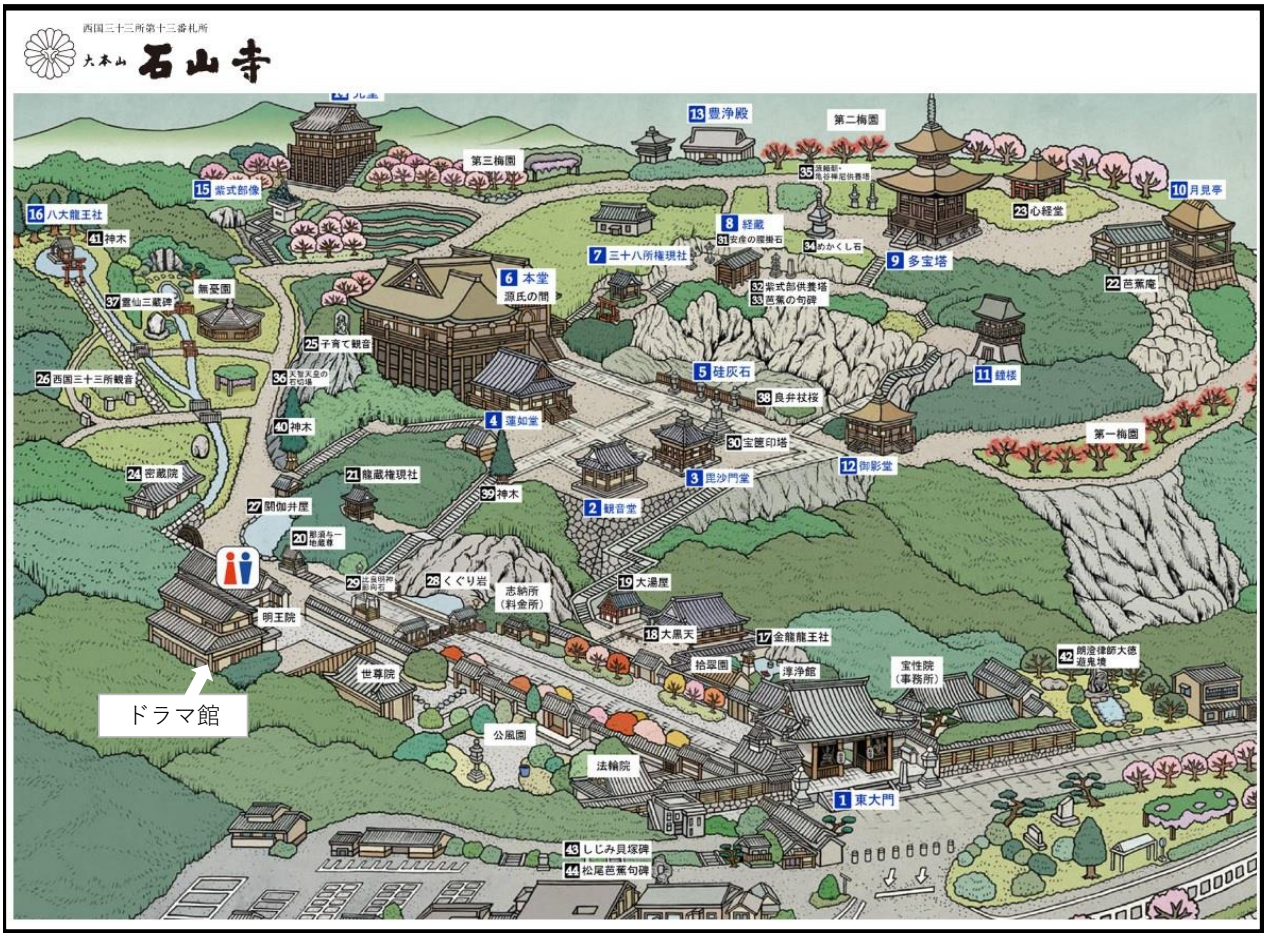 西国三十三所第十三番札所
大本山 石山寺
13 豊浄殿
第二梅園
第三梅園
15 紫式部像
16 八大龍王社
41 神木
37 霊仙三蔵碑
無憂園
26 西国三十三所観音
25 子育て観音
36 天智天皇の
石切場
40 神木
24 密蔵院
27 閼伽井屋
21 龍蔵権現社
20 那須与一
地蔵尊
6 本堂
源氏の間
7 三十八所権現社
8 経蔵
31 安産の腰掛石
34 めかくし石
35 源頼朝・
亀谷禅尼供養塔
32 紫式部供養塔
33 芭蕉の句碑
9 多宝塔
23 心経堂
10 月見亭
22 芭蕉庵
11 鐘楼
5 硅灰石
38 良弁杖桜
4 蓮如堂
30 宝篋印塔
3 毘沙門堂
2 観音堂
39 神木
12 御影堂
第一梅園
29 比良明神
影向石
28 くぐり岩
志納所
(料金所)
19 大湯屋
18 大黒天
17 金龍龍王社
拾翠園
淳浄館
宝性院
(事務所)
42 朗澄律師大徳
遊鬼境
明王院
世尊院
ドラマ館
公風園
法輪院
1 東大門
43 しじみ貝塚碑
44 松尾芭蕉句碑